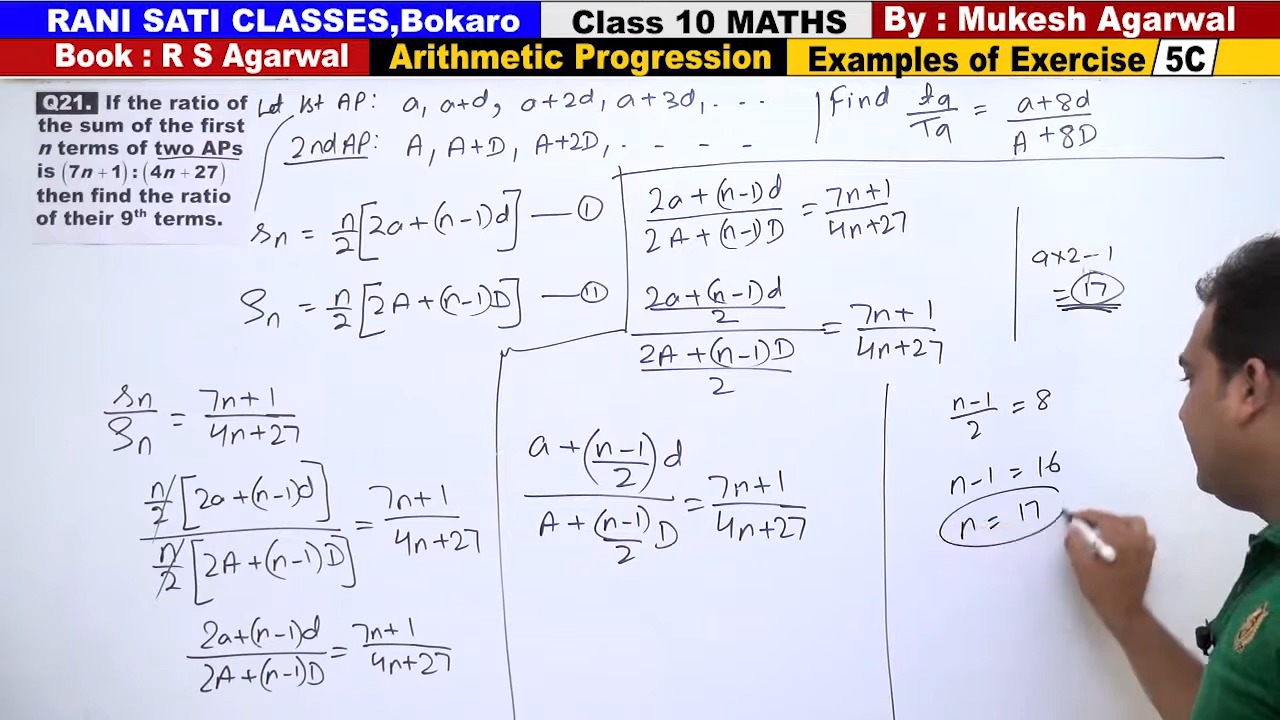 RANI SATI CLASSES,Bokaro
Class 10 MATHS
By : Mukesh Agarwal
Book : R S Agarwal
Arithmetic Progression
Examples of Exercise 5C
Q21. If the ratio of
the sum of the first
n terms of two APs
is (7n + 1) : (4n + 27)
then find the ratio
of their 9th terms.
Let 1st AP: a, a+d, a+2d, a+3d, . . .
2nd AP: A, A+D, A+2D, . - - - -
Find t9/T9 = (a+8d)/(A+8D)
sn = n/2[2a+(n-1)d] —— (I)
Sn = n/2[2A+(n-1)D] —— (II)
sn/Sn = (7n+1)/(4n+27)
n/2[2a+(n-1)d] / n/2[2A+(n-1)D] = (7n+1)/(4n+27)
(2a+(n-1)d)/(2A+(n-1)D) = (7n+1)/(4n+27)
(2a+(n-1)d)/(2A+(n-1)D) = (7n+1)/(4n+27)
((2a+(n-1)d)/2)/((2A+(n-1)D)/2) = (7n+1)/(4n+27)
(a+((n-1)/2)d)/(A+((n-1)/2)D) = (7n+1)/(4n+27)
9×2-1
= 17
(n-1)/2 = 8
n-1 = 16
n = 17